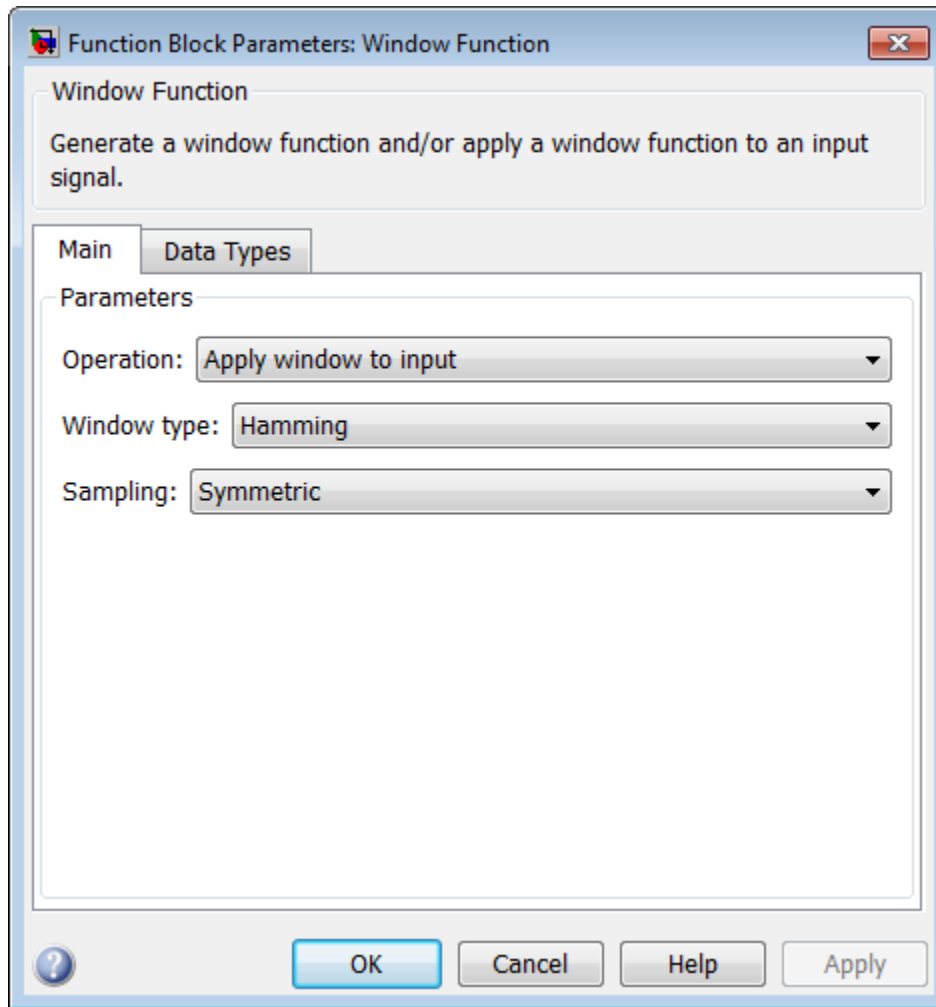 Function Block Parameters: Window Function
Window Function
Generate a window function and/or apply a window function to an input
signal.
Main Data Types
Parameters
Operation: Apply window to input
Window type: Hamming
Sampling: Symmetric
? OK Cancel Help Apply